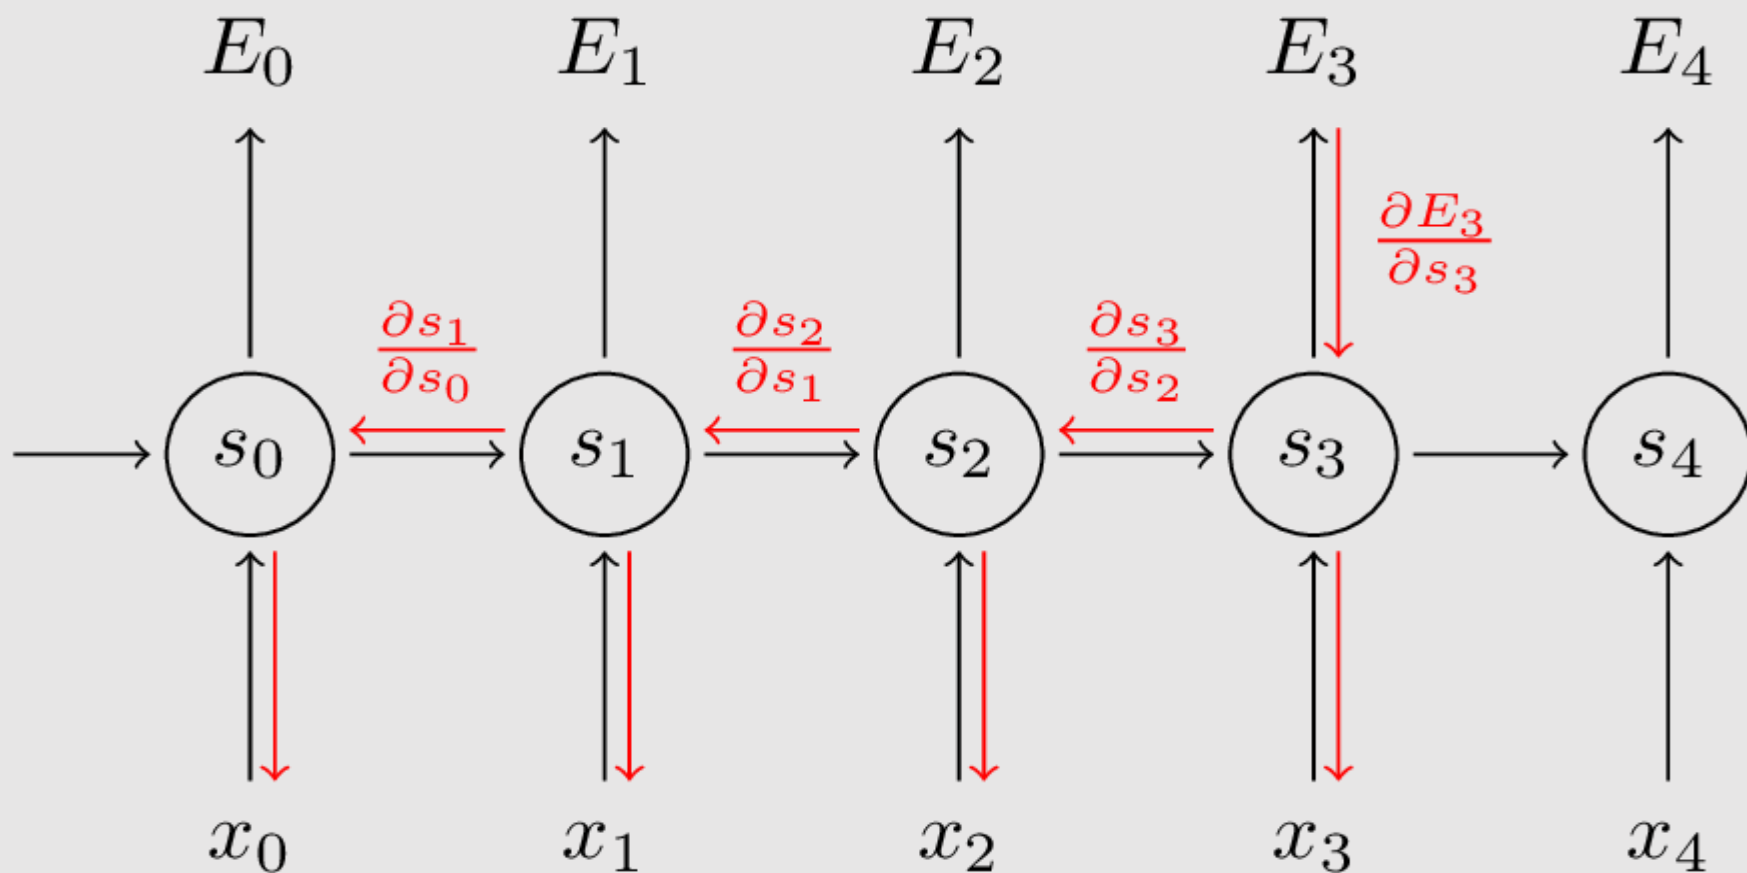 E₀ E₁ E₂ E₃ E₄
∂E₃/∂s₃
∂s₁/∂s₀ ∂s₂/∂s₁ ∂s₃/∂s₂
s₀ s₁ s₂ s₃ s₄
x₀ x₁ x₂ x₃ x₄